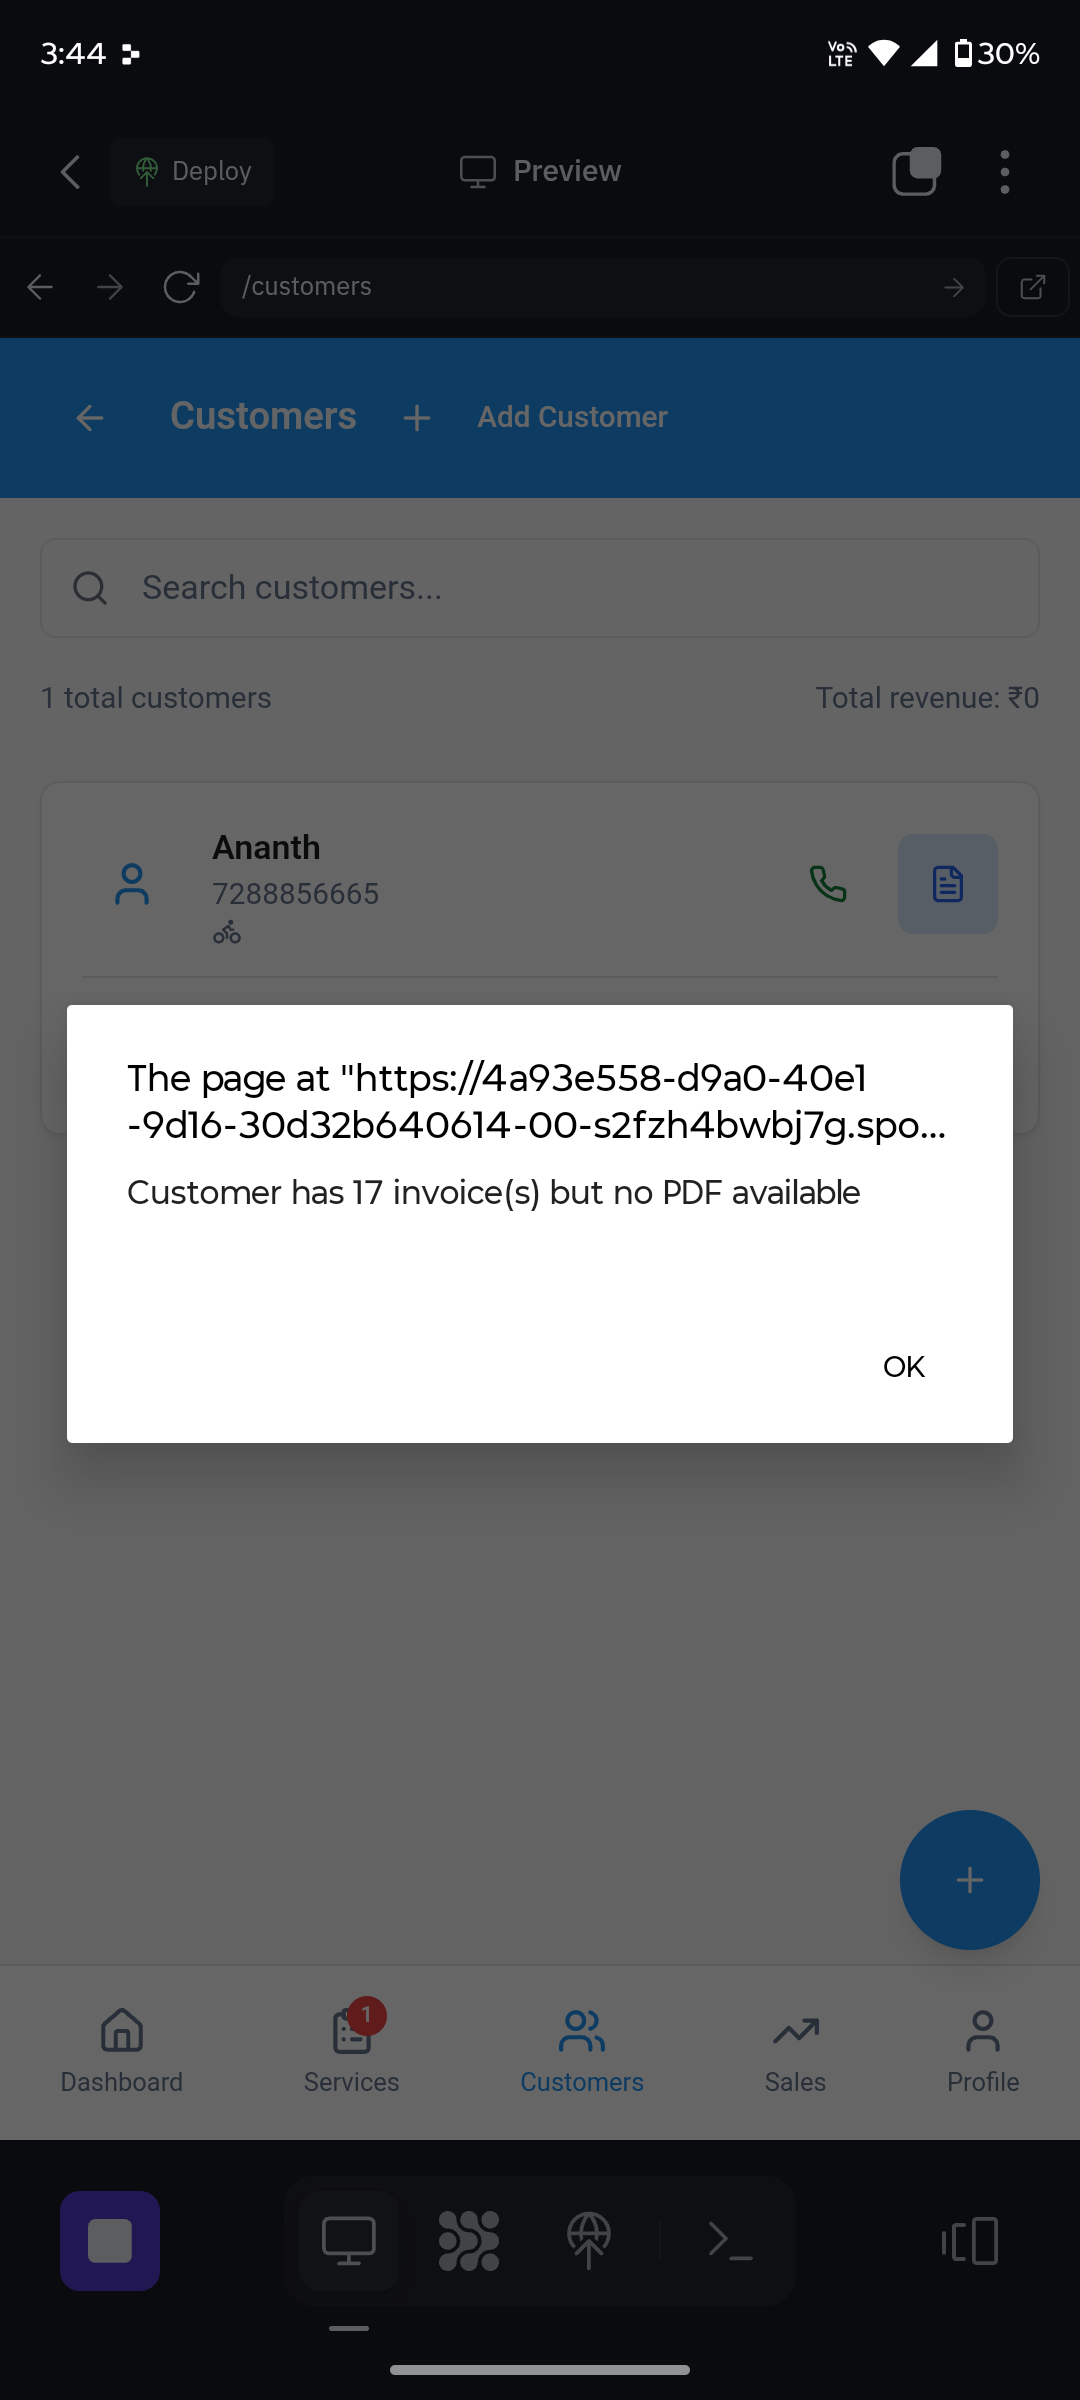 3:44
Vo LTE
30%
Deploy
Preview
/customers
Customers
Add Customer
Search customers...
1 total customers
Total revenue: ₹0
Ananth
7288856665
The page at "https://4a93e558-d9a0-40e1
-9d16-30d32b640614-00-s2fzh4bwbj7g.spo...
Customer has 17 invoice(s) but no PDF available
OK
1
Dashboard
Services
Customers
Sales
Profile